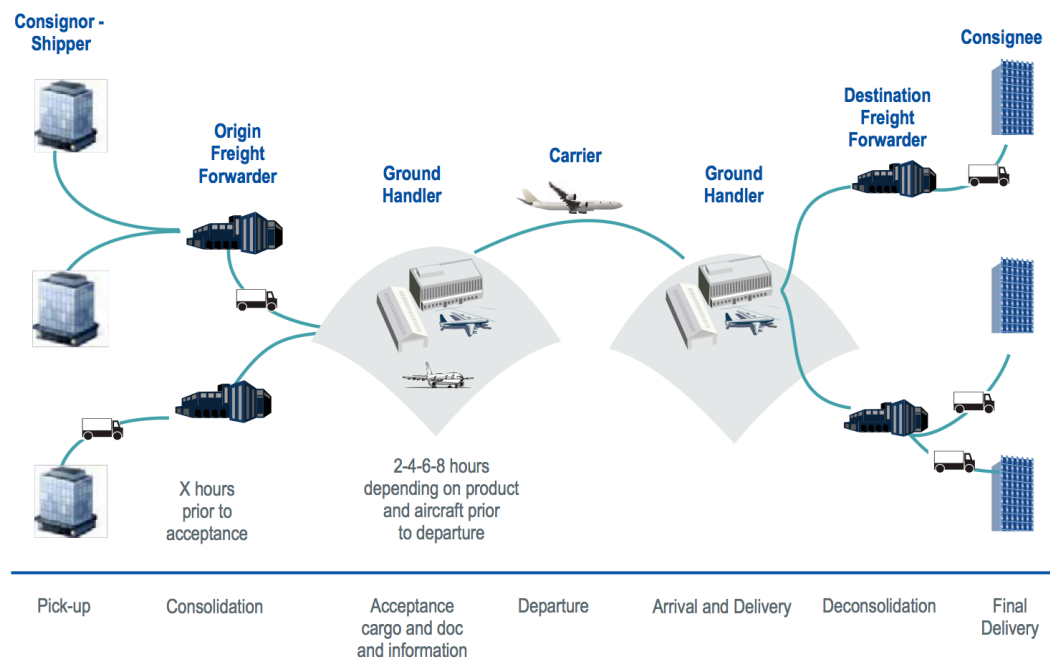 Consignor -
Shipper
Origin
Freight
Forwarder
Ground
Handler
Carrier
Ground
Handler
Destination
Freight
Forwarder
Consignee
X hours
prior to
acceptance
2-4-6-8 hours
depending on product
and aircraft prior
to departure
Pick-up
Consolidation
Acceptance
cargo and doc
and information
Departure
Arrival and Delivery
Deconsolidation
Final
Delivery